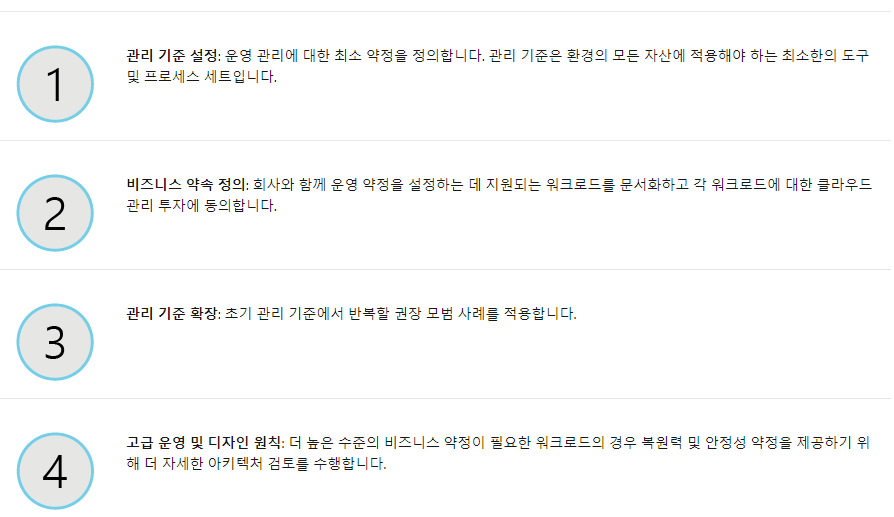 1
관리 기준 설정: 운영 관리에 대한 최소 약정을 정의합니다. 관리 기준은 환경의 모든 자산에 적용해야 하는 최소한의 도구
및 프로세스 세트입니다.
2
비즈니스 약속 정의: 회사와 함께 운영 약정을 설정하는 데 지원되는 워크로드를 문서화하고 각 워크로드에 대한 클라우드
관리 투자에 동의합니다.
3
관리 기준 확장: 초기 관리 기준에서 반복할 권장 모범 사례를 적용합니다.
4
고급 운영 및 디자인 원칙: 더 높은 수준의 비즈니스 약정이 필요한 워크로드의 경우 복원력 및 안정성 약정을 제공하기 위
해 더 자세한 아키텍처 검토를 수행합니다.